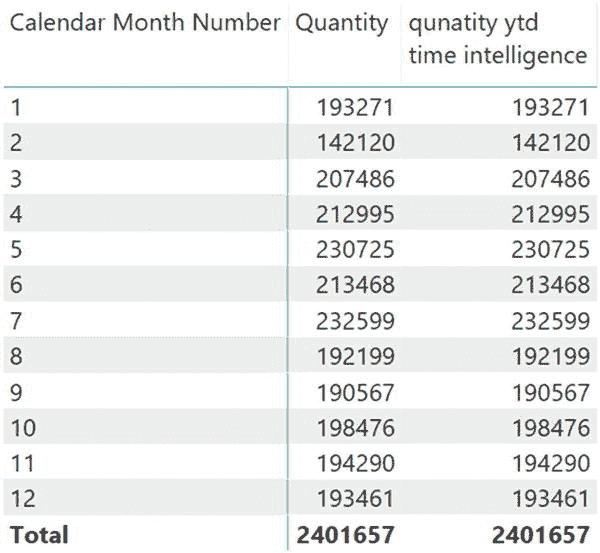 Calendar Month Number Quantity qunatity ytd
time intelligence
1 193271 193271
2 142120 142120
3 207486 207486
4 212995 212995
5 230725 230725
6 213468 213468
7 232599 232599
8 192199 192199
9 190567 190567
10 198476 198476
11 194290 194290
12 193461 193461
Total 2401657 2401657